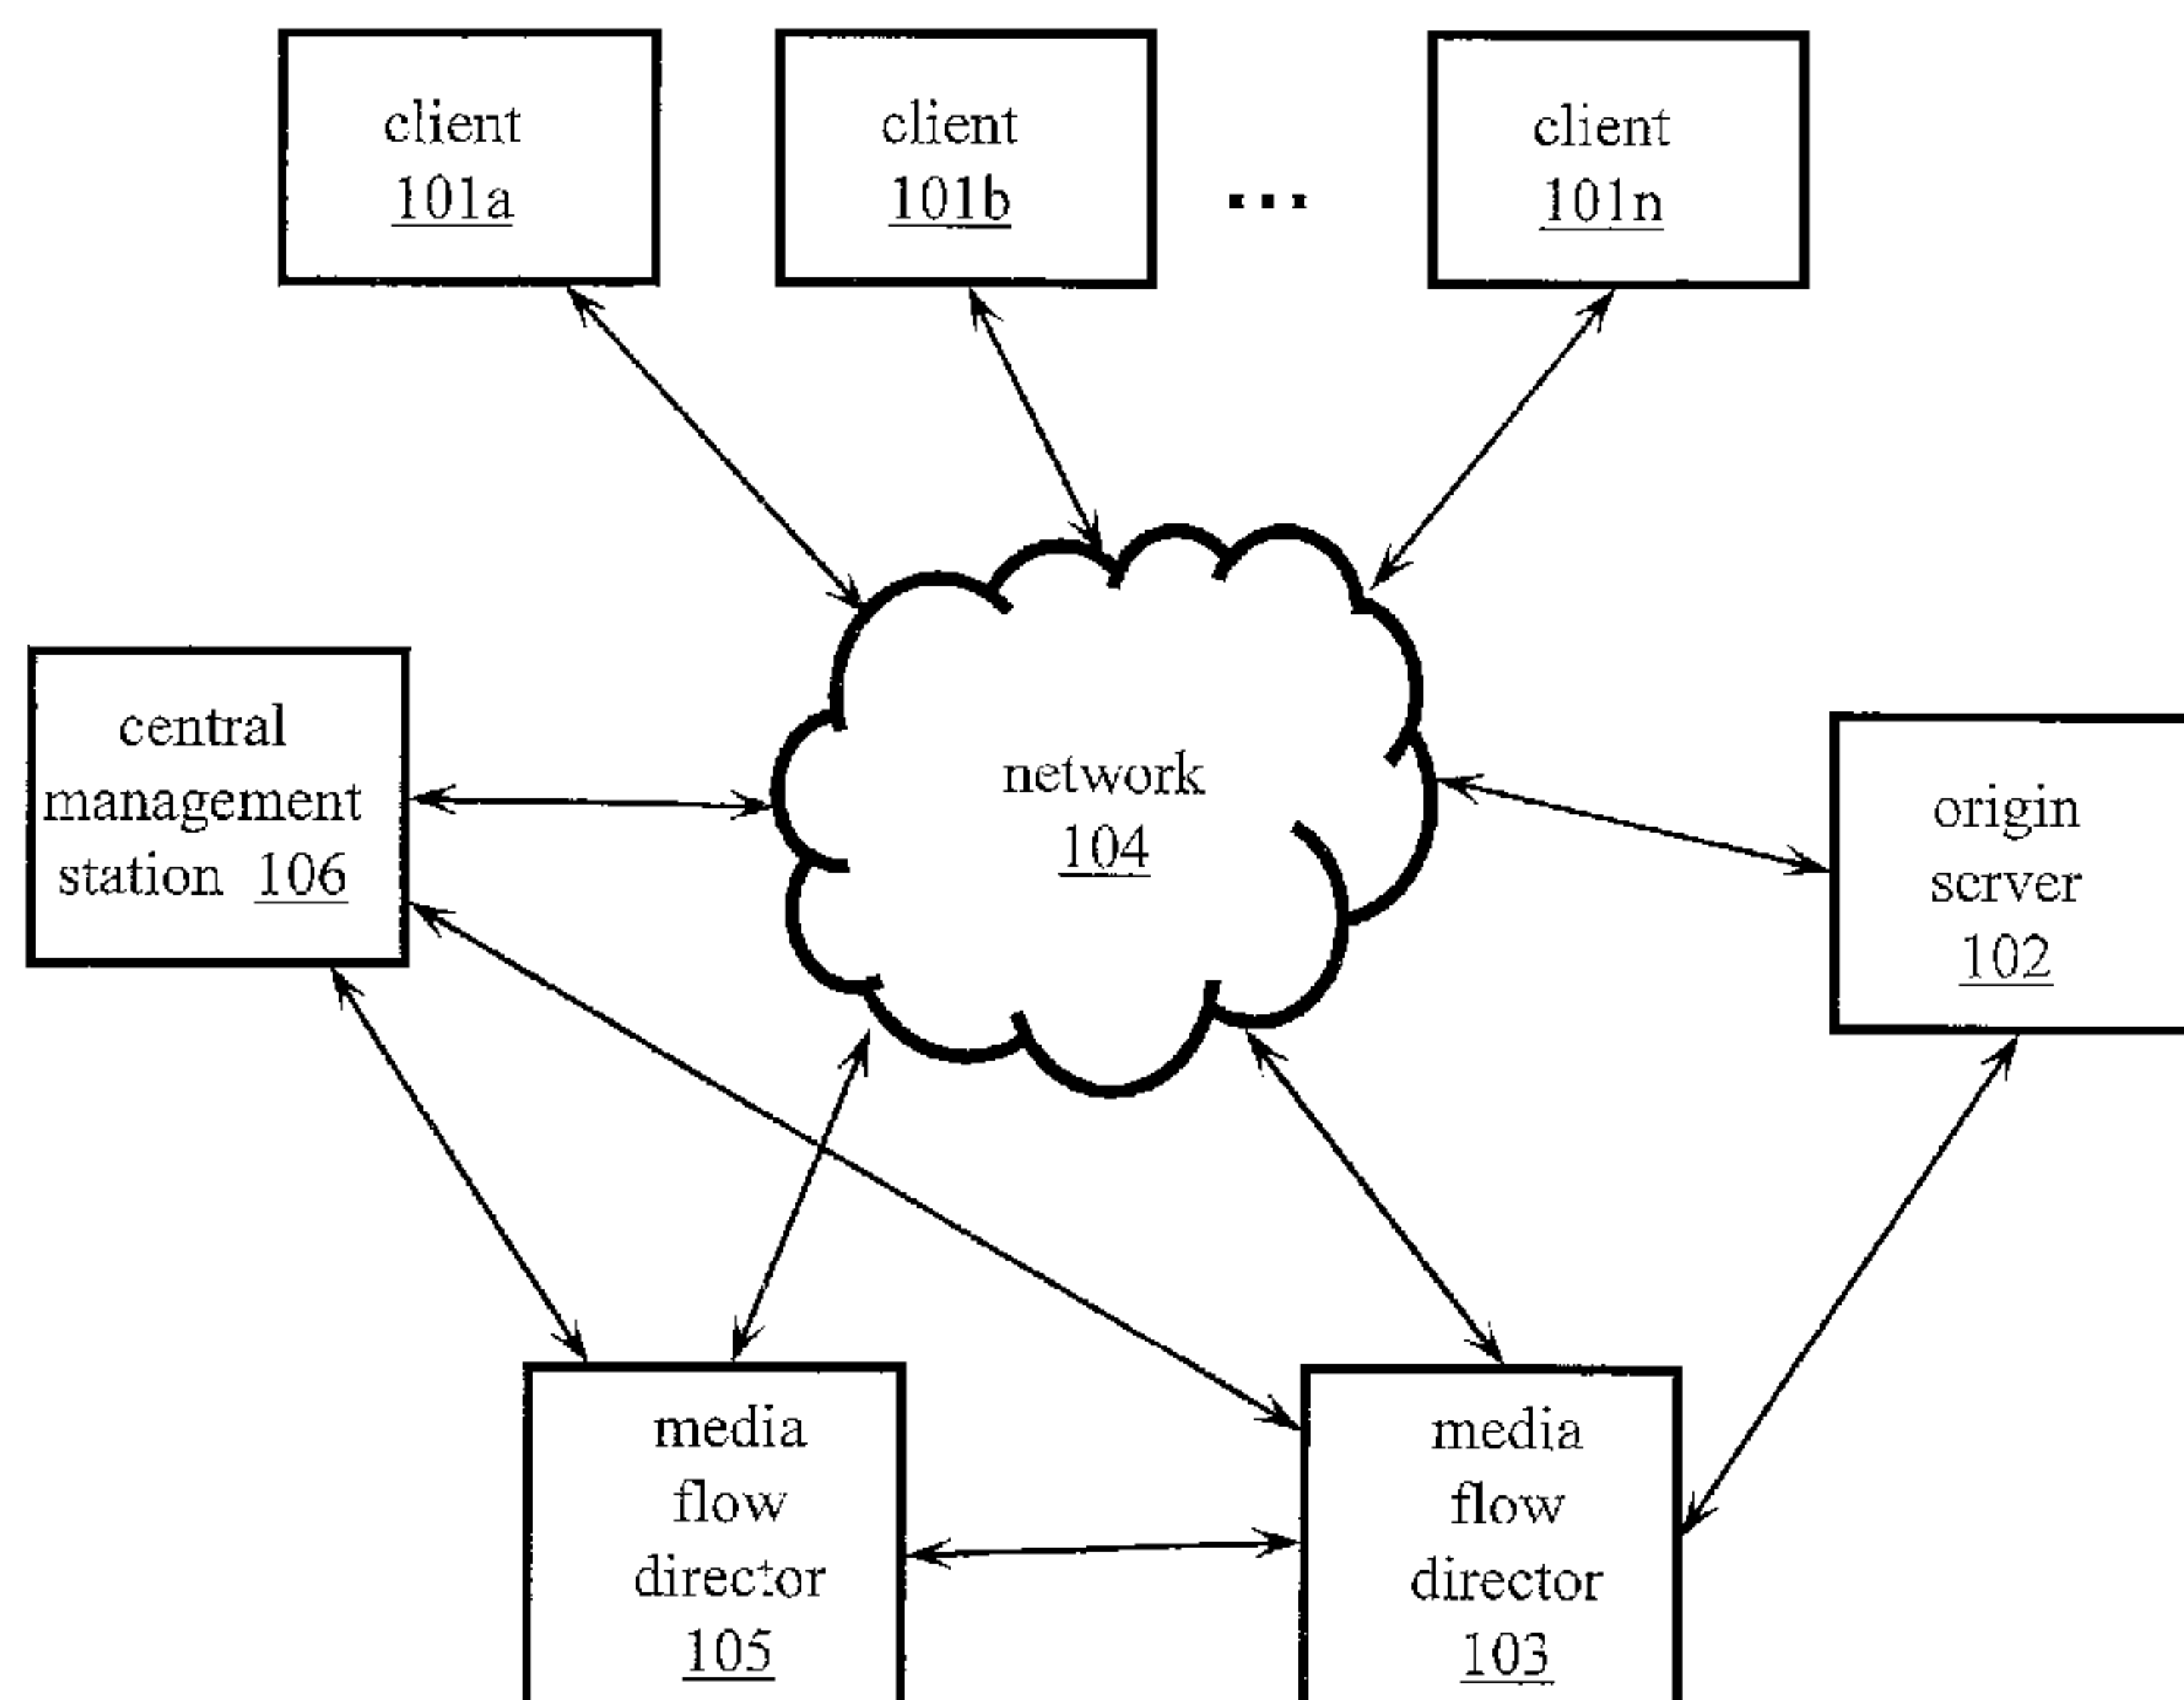 client
101a
client
101b
...
client
101n
central
management
station 106
network
104
origin
server
102
media
flow
director
105
media
flow
director
103